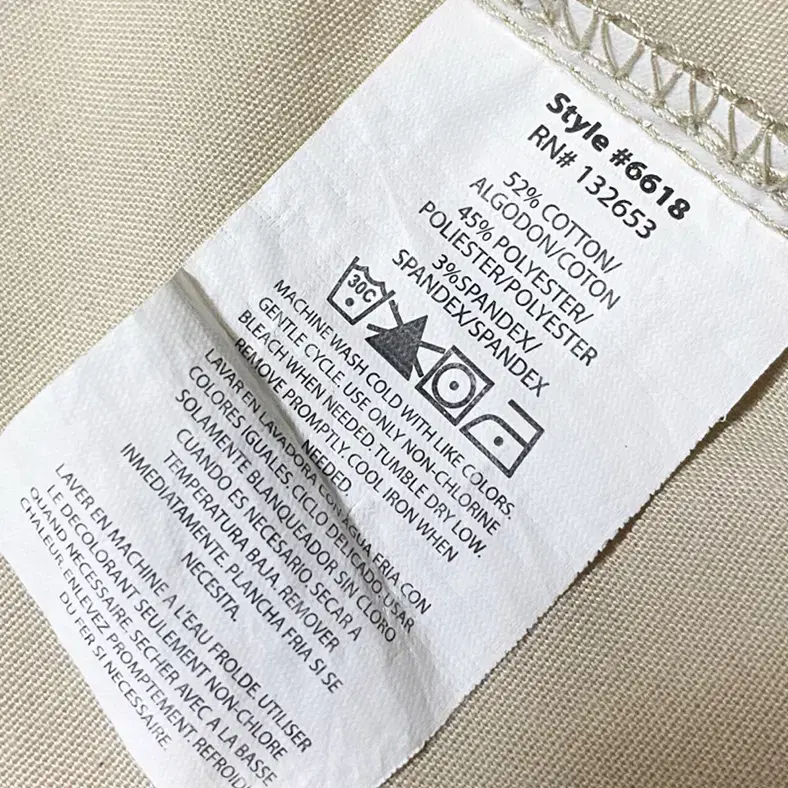 Style #6618
RN# 132653
52% COTTON/
ALGODON/COTON
45% POLYESTER/
POLIESTER/POLYESTER
3%SPANDEX/
SPANDEX/SPANDEX
30C
MACHINE WASH COLD WITH LIKE COLORS.
GENTLE CYCLE. USE ONLY NON-CHLORINE
BLEACH WHEN NEEDED. TUMBLE DRY LOW.
REMOVE PROMPTLY. COOL IRON WHEN
NEEDED
LAVAR EN LAVADORA CON AGUA FRIA CON
COLORES IGUALES. CICLO DELICADO. USAR
SOLAMENTE BLANQUEADOR SIN CLORO
CUANDO ES NECESARIO. SECAR A
TEMPERATURA BAJA. REMOVER
INMEDIATAMENTE. PLANCHA FRIA SI SE
NECESITA.
LAVER EN MACHINE A L'EAU FROLDE. UTILISER
LE DECOLORANT SEULEMENT NON-CHLORE
QUAND NECESSAIRE. SECHER AVEC A LA BASSE
CHALEUR. ENLEVEZ PROMPTEMENT. REFROIDI
DU FER SI NECESSAIRE.